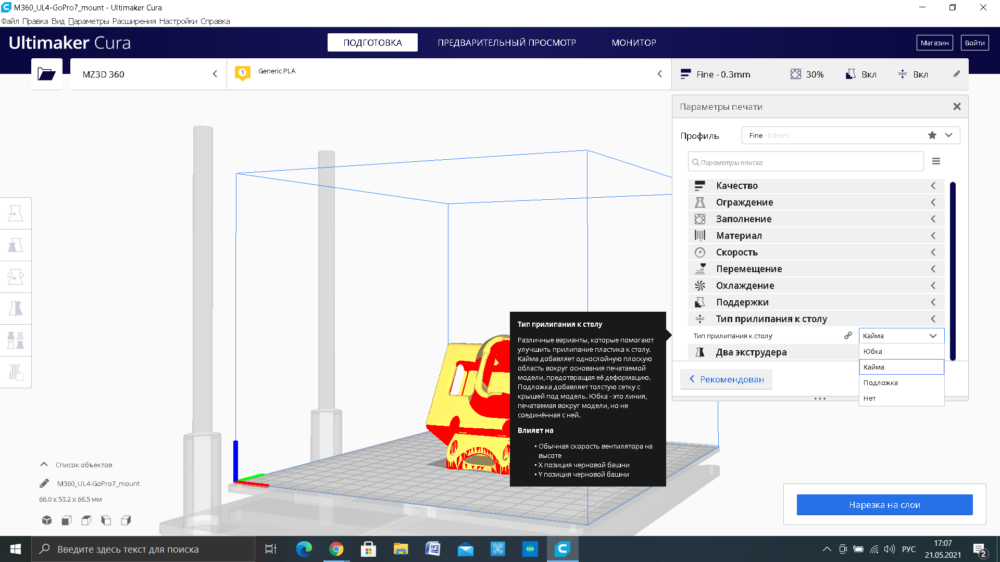 M360_UL4-GoPro7_mount - Ultimaker Cura
Файл Правка Вид Параметры Расширения Настройки Справка
Ultimaker Cura
ПОДГОТОВКА
ПРЕДВАРИТЕЛЬНЫЙ ПРОСМОТР
МОНИТОР
Магазин
Войти
MZ3D 360
1
Generic PLA
Fine - 0.3mm
30%
Вкл
Вкл
Параметры печати
Профиль
Fine - 0.1mm
Параметры поиска
Качество
Ограждение
Заполнение
Материал
Скорость
Перемещение
Охлаждение
Поддержки
Тип прилипания к столу
Тип прилипания к столу
Кайма
Два экструдера
Юбка
Кайма
Подложка
Нет
Рекомендован
Тип прилипания к столу
Различные варианты, которые помогают
улучшить прилипание пластика к столу.
Кайма добавляет однослойную плоскую
область вокруг основания печатаемой
модели, предотвращая её деформацию.
Подложка добавляет толстую сетку с
крышей под модель. Юбка - это линия,
печатаемая вокруг модели, но не
соединённая с ней.
Влияет на
• Обычная скорость вентилятора на
высоте
• X позиция черновой башни
• Y позиция черновой башни
Список объектов
M360_UL4-GoPro7_mount
66.0 x 53.2 x 68.5 мм
Нарезка на слои
Введите здесь текст для поиска
РУС
17:07
21.05.2021
2